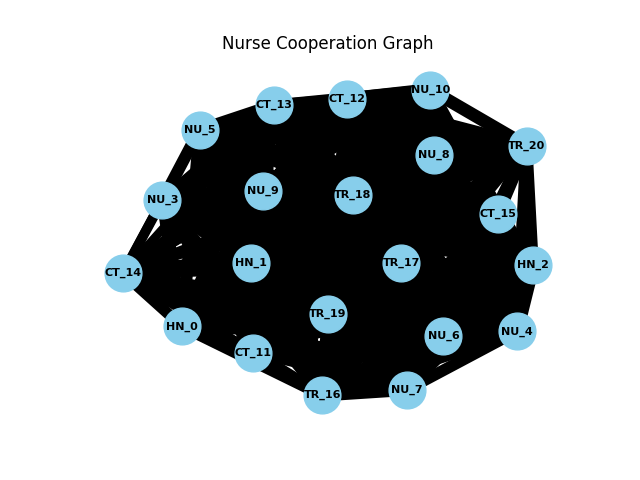 Nurse Cooperation Graph
NU_10
CT_12
CT_13
NU_5
TR_20
NU_8
NU_9
TR_18
NU_3
CT_15
HN_1
TR_17
HN_2
CT_14
TR_19
HN_0
NU_4
NU_6
CT_11
NU_7
TR_16